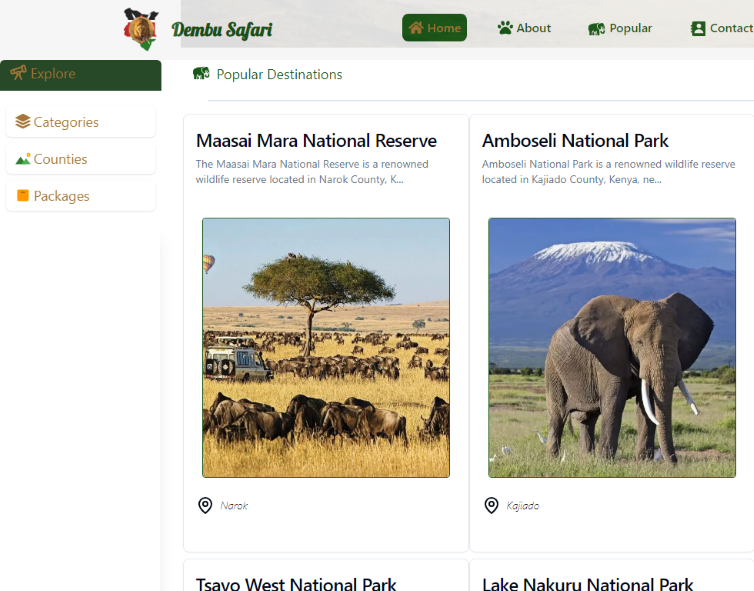 Dembu Safari
Home
About
Popular
Contact
Explore
Categories
Counties
Packages
Popular Destinations
Maasai Mara National Reserve
The Maasai Mara National Reserve is a renowned
wildlife reserve located in Narok County, K...
Narok
Amboseli National Park
Amboseli National Park is a renowned wildlife reserve
located in Kajiado County, Kenya, ne...
Kajiado
Tsavo West National Park
Lake Nakuru National Park